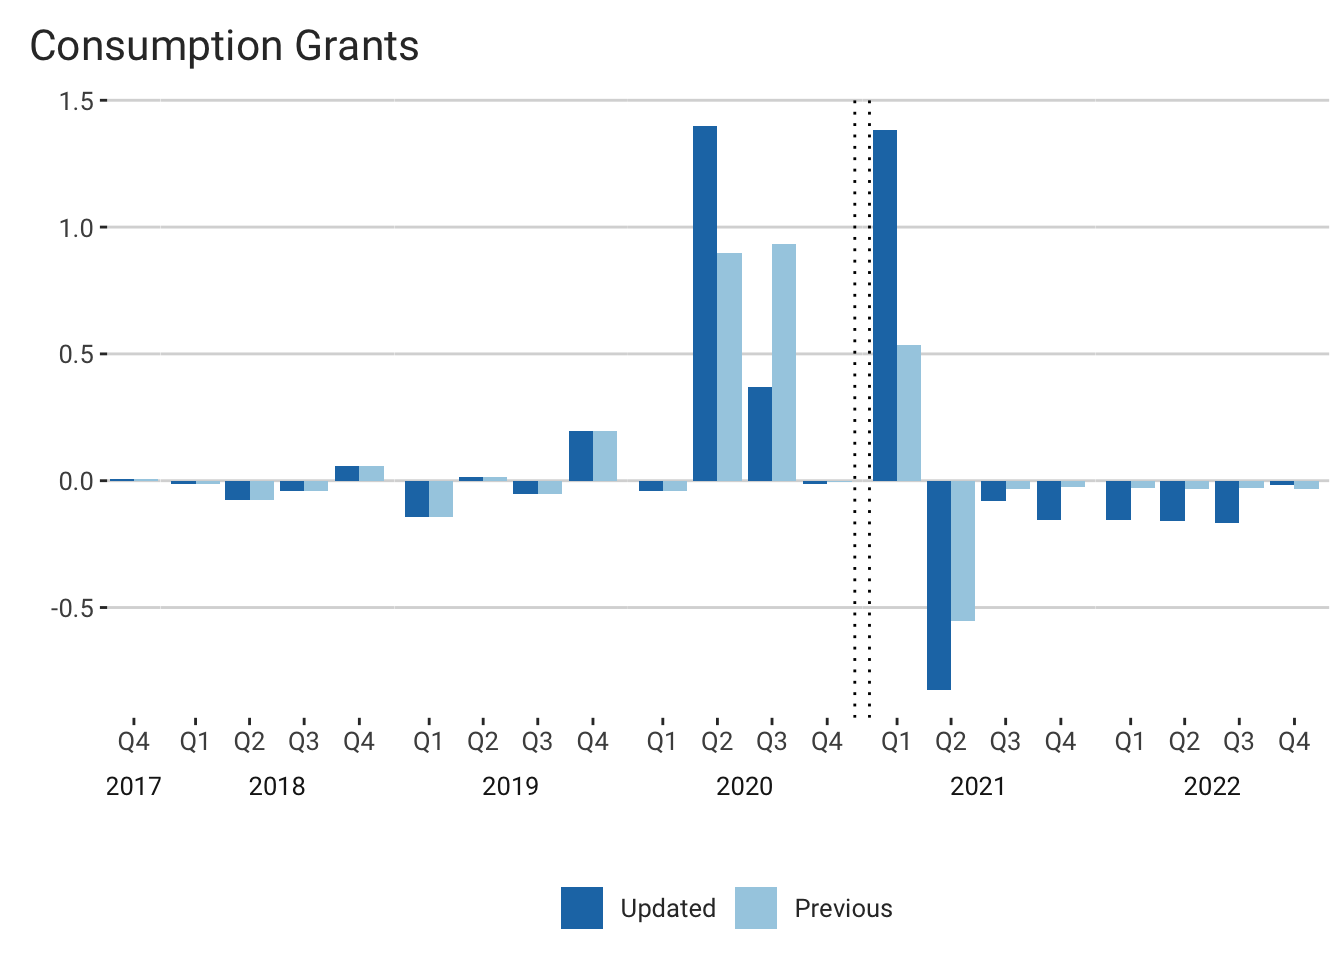 Consumption Grants
1.5
1.0
0.5
0.0
-0.5
Q4 Q1 Q2 Q3 Q4 Q1 Q2 Q3 Q4 Q1 Q2 Q3 Q4 Q1 Q2 Q3 Q4 Q1 Q2 Q3 Q4
2017 2018 2019 2020 2021 2022
Updated Previous